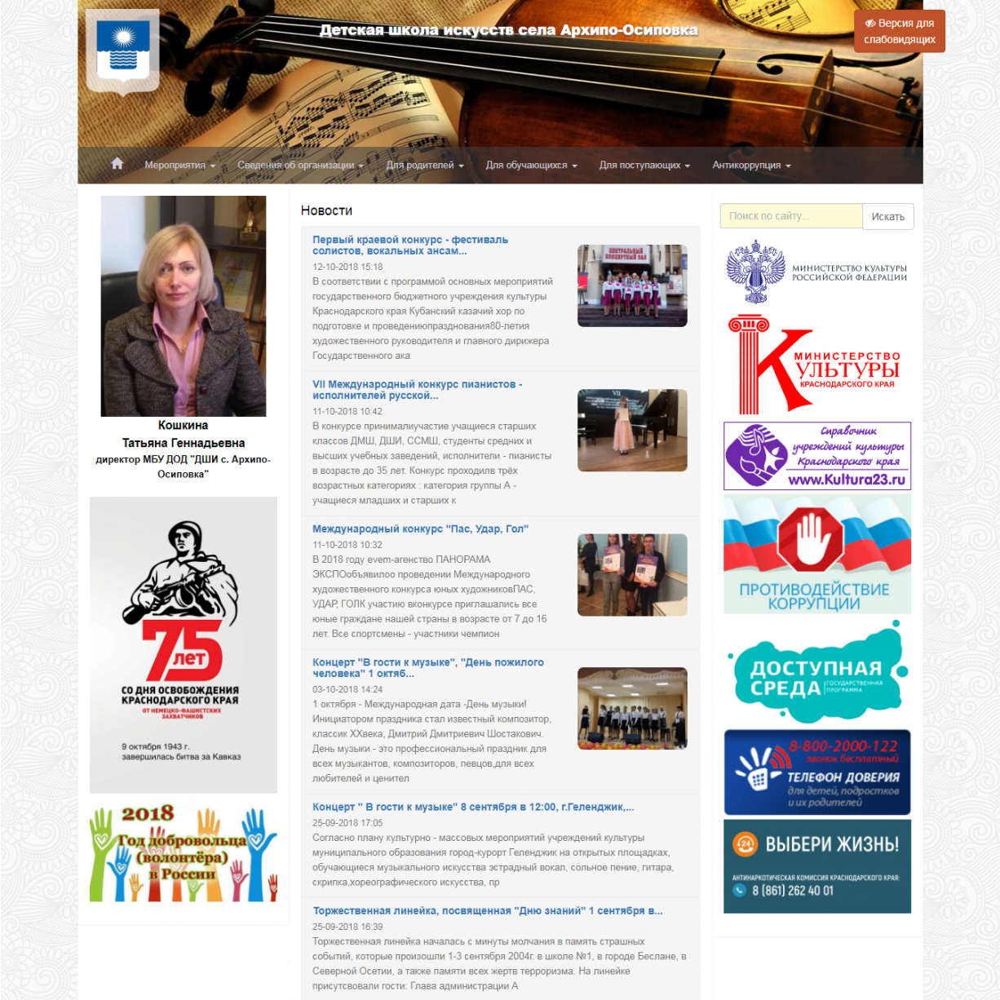 Детская школа искусств села Архипо-Осиповка
Версия для
слабовидящих
Мероприятия
Сведения об организации
Для родителей
Для обучающихся
Для поступающих
Антикоррупция
Кошкина
Татьяна Геннадьевна
директор МБУ ДОД "ДШИ с. Архипо-
Осиповка"
75
лет
СО ДНЯ ОСВОБОЖДЕНИЯ
КРАСНОДАРСКОГО КРАЯ
ОТ НЕМЕЦКО-ФАШИСТСКИХ
ЗАХВАТЧИКОВ
9 октября 1943 г.
завершилась битва за Кавказ
2018
Год добровольца
(волонтёра)
в России
Новости
Первый краевой конкурс - фестиваль
солистов, вокальных ансам...
12-10-2018 15:18
В соответствии с программой основных мероприятий
государственного бюджетного учреждения культуры
Краснодарского края Кубанский казачий хор по
подготке и проведениюпразднования80-летия
художественного руководителя и главного дирижера
Государственного ака
ЦЕНТРАЛЬНЫЙ
КОНЦЕРТНЫЙ ЗАЛ
VII Международный конкурс пианистов -
исполнителей русской...
11-10-2018 10:42
В конкурсе принималиучастие учащиеся старших
классов ДМШ, ДШИ, ССМШ, студенты средних и
высших учебных заведений, исполнители - пианисты
в возрасте до 35 лет. Конкурс проходилв трёх
возрастных категориях : категория группы А -
учащиеся младших и старших к
VII
Международный конкурс "Пас, Удар, Гол"
11-10-2018 10:32
В 2018 году evem-агенство ПАНОРАМА
ЭКСПОобъявилоо проведении Международного
художественного конкурса юных художниковПАС,
УДАР, ГОЛК участию вконкурсе приглашались все
юные граждане нашей страны в возрасте от 7 до 16
лет. Все спортсмены - участники чемпион
Концерт "В гости к музыке", "День пожилого
человека" 1 октяб...
03-10-2018 14:24
1 октября - Международная дата -День музыки!
Инициатором праздника стал известный композитор,
классик XXвека, Дмитрий Дмитриевич Шостакович.
День музыки - это профессиональный праздник для
всех музыкантов, композиторов, певцов,для всех
любителей и ценител
Концерт " В гости к музыке" 8 сентября в 12:00, г.Геленджик,...
25-09-2018 17:05
Согласно плану культурно - массовых мероприятий учреждений культуры
муниципального образования город-курорт Геленджик на открытых площадках,
обучающиеся музыкального искусства эстрадный вокал, сольное пение, гитара,
скрипка,хореографического искусства, пр
Торжественная линейка, посвященная "Дню знаний" 1 сентября в...
25-09-2018 16:39
Торжественная линейка началась с минуты молчания в память страшных
событий, которые произошли 1-3 сентября 2004г. в школе №1, в городе Беслане, в
Северной Осетии, а также памяти всех жертв терроризма. На линейке
присутсвовали гости: Глава администрации А
Поиск по сайту...
Искать
МИНИСТЕРСТВО КУЛЬТУРЫ
РОССИЙСКОЙ ФЕДЕРАЦИИ
МИНИСТЕРСТВО
КУЛЬТУРЫ
КРАСНОДАРСКОГО КРАЯ
Справочник
учреждений культуры
Краснодарского края
www.Kultura23.ru
ПРОТИВОДЕЙСТВИЕ
КОРРУПЦИИ
ДОСТУПНАЯ
СРЕДА
ГОСУДАРСТВЕННАЯ
ПРОГРАММА
8-800-2000-122
звонок бесплатный
ТЕЛЕФОН ДОВЕРИЯ
для детей, подростков
и их родителей
24
ВЫБЕРИ ЖИЗНЬ!
АНТИНАРКОТИЧЕСКАЯ КОМИССИЯ КРАСНОДАРСКОГО КРАЯ:
8 (861) 262 40 01